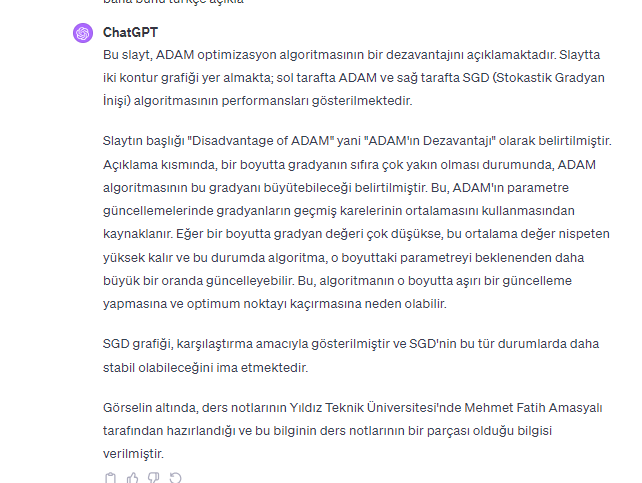 bana bunu türkçe açıkla
ChatGPT
Bu slayt, ADAM optimizasyon algoritmasının bir dezavantajını açıklamaktadır. Slaytta
iki kontur grafiği yer almakta; sol tarafta ADAM ve sağ tarafta SGD (Stokastik Gradyan
İnişi) algoritmasının performansları gösterilmektedir.
Slaytın başlığı "Disadvantage of ADAM" yani "ADAM'ın Dezavantajı" olarak belirtilmiştir.
Açıklama kısmında, bir boyutta gradyanın sıfıra çok yakın olması durumunda, ADAM
algoritmasının bu gradyanı büyütebileceği belirtilmiştir. Bu, ADAM'ın parametre
güncellemelerinde gradyanların geçmiş karelerinin ortalamasını kullanmasından
kaynaklanır. Eğer bir boyutta gradyan değeri çok düşükse, bu ortalama değer nispeten
yüksek kalır ve bu durumda algoritma, o boyuttaki parametreyi beklenenden daha
büyük bir oranda güncelleyebilir. Bu, algoritmanın o boyutta aşırı bir güncelleme
yapmasına ve optimum noktayı kaçırmasına neden olabilir.
SGD grafiği, karşılaştırma amacıyla gösterilmiştir ve SGD'nin bu tür durumlarda daha
stabil olabileceğini ima etmektedir.
Görselin altında, ders notlarının Yıldız Teknik Üniversitesi'nde Mehmet Fatih Amasyalı
tarafından hazırlandığı ve bu bilginin ders notlarının bir parçası olduğu bilgisi
verilmiştir.